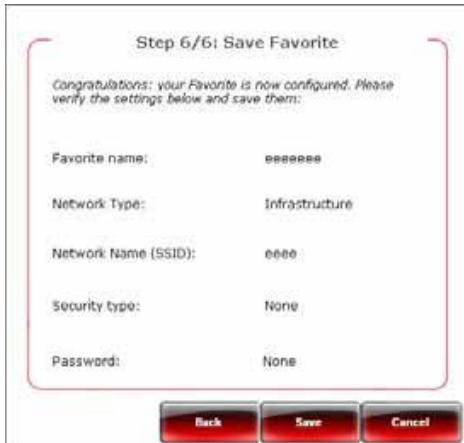 Step 6/6: Save Favorite
Congratulations: your Favorite is now configured. Please
verify the settings below and save them:
Favorite name: eeeeeee
Network Type: Infrastructure
Network Name (SSID): eeee
Security type: None
Password: None
Back Save Cancel